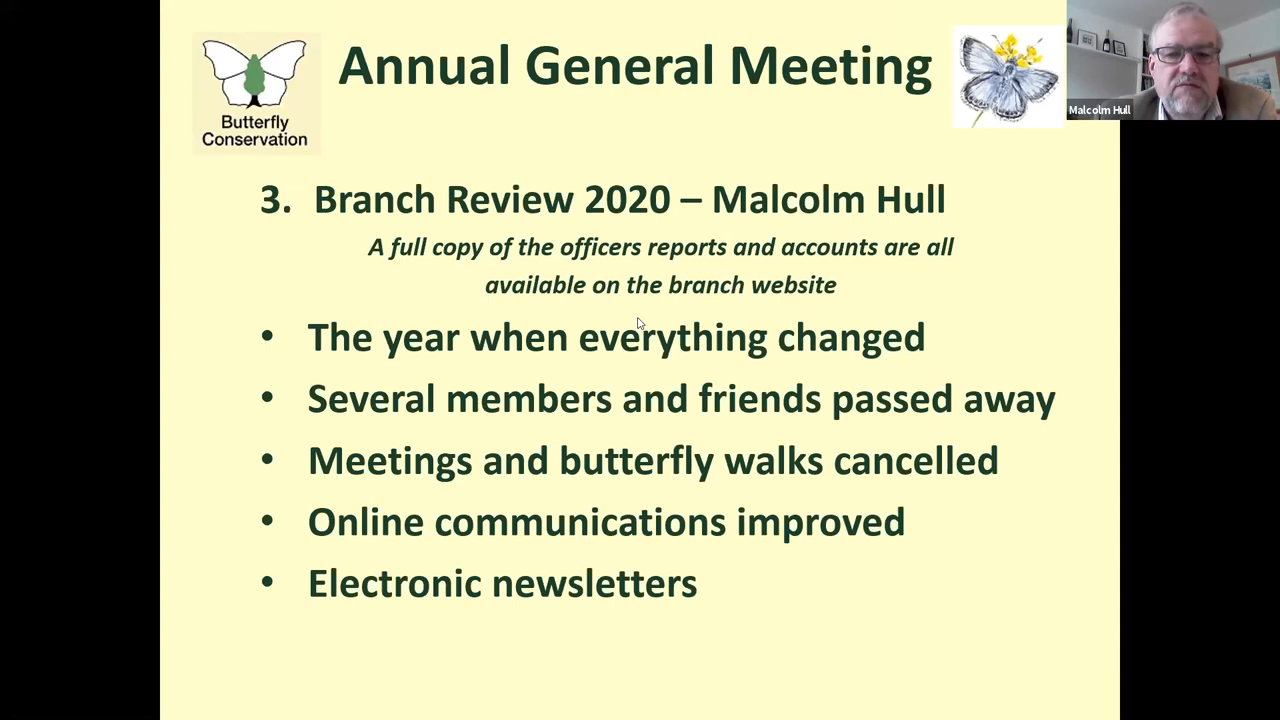 Annual General Meeting
Butterfly
Conservation
Malcolm Hull
3. Branch Review 2020 – Malcolm Hull
A full copy of the officers reports and accounts are all
available on the branch website
• The year when everything changed
• Several members and friends passed away
• Meetings and butterfly walks cancelled
• Online communications improved
• Electronic newsletters